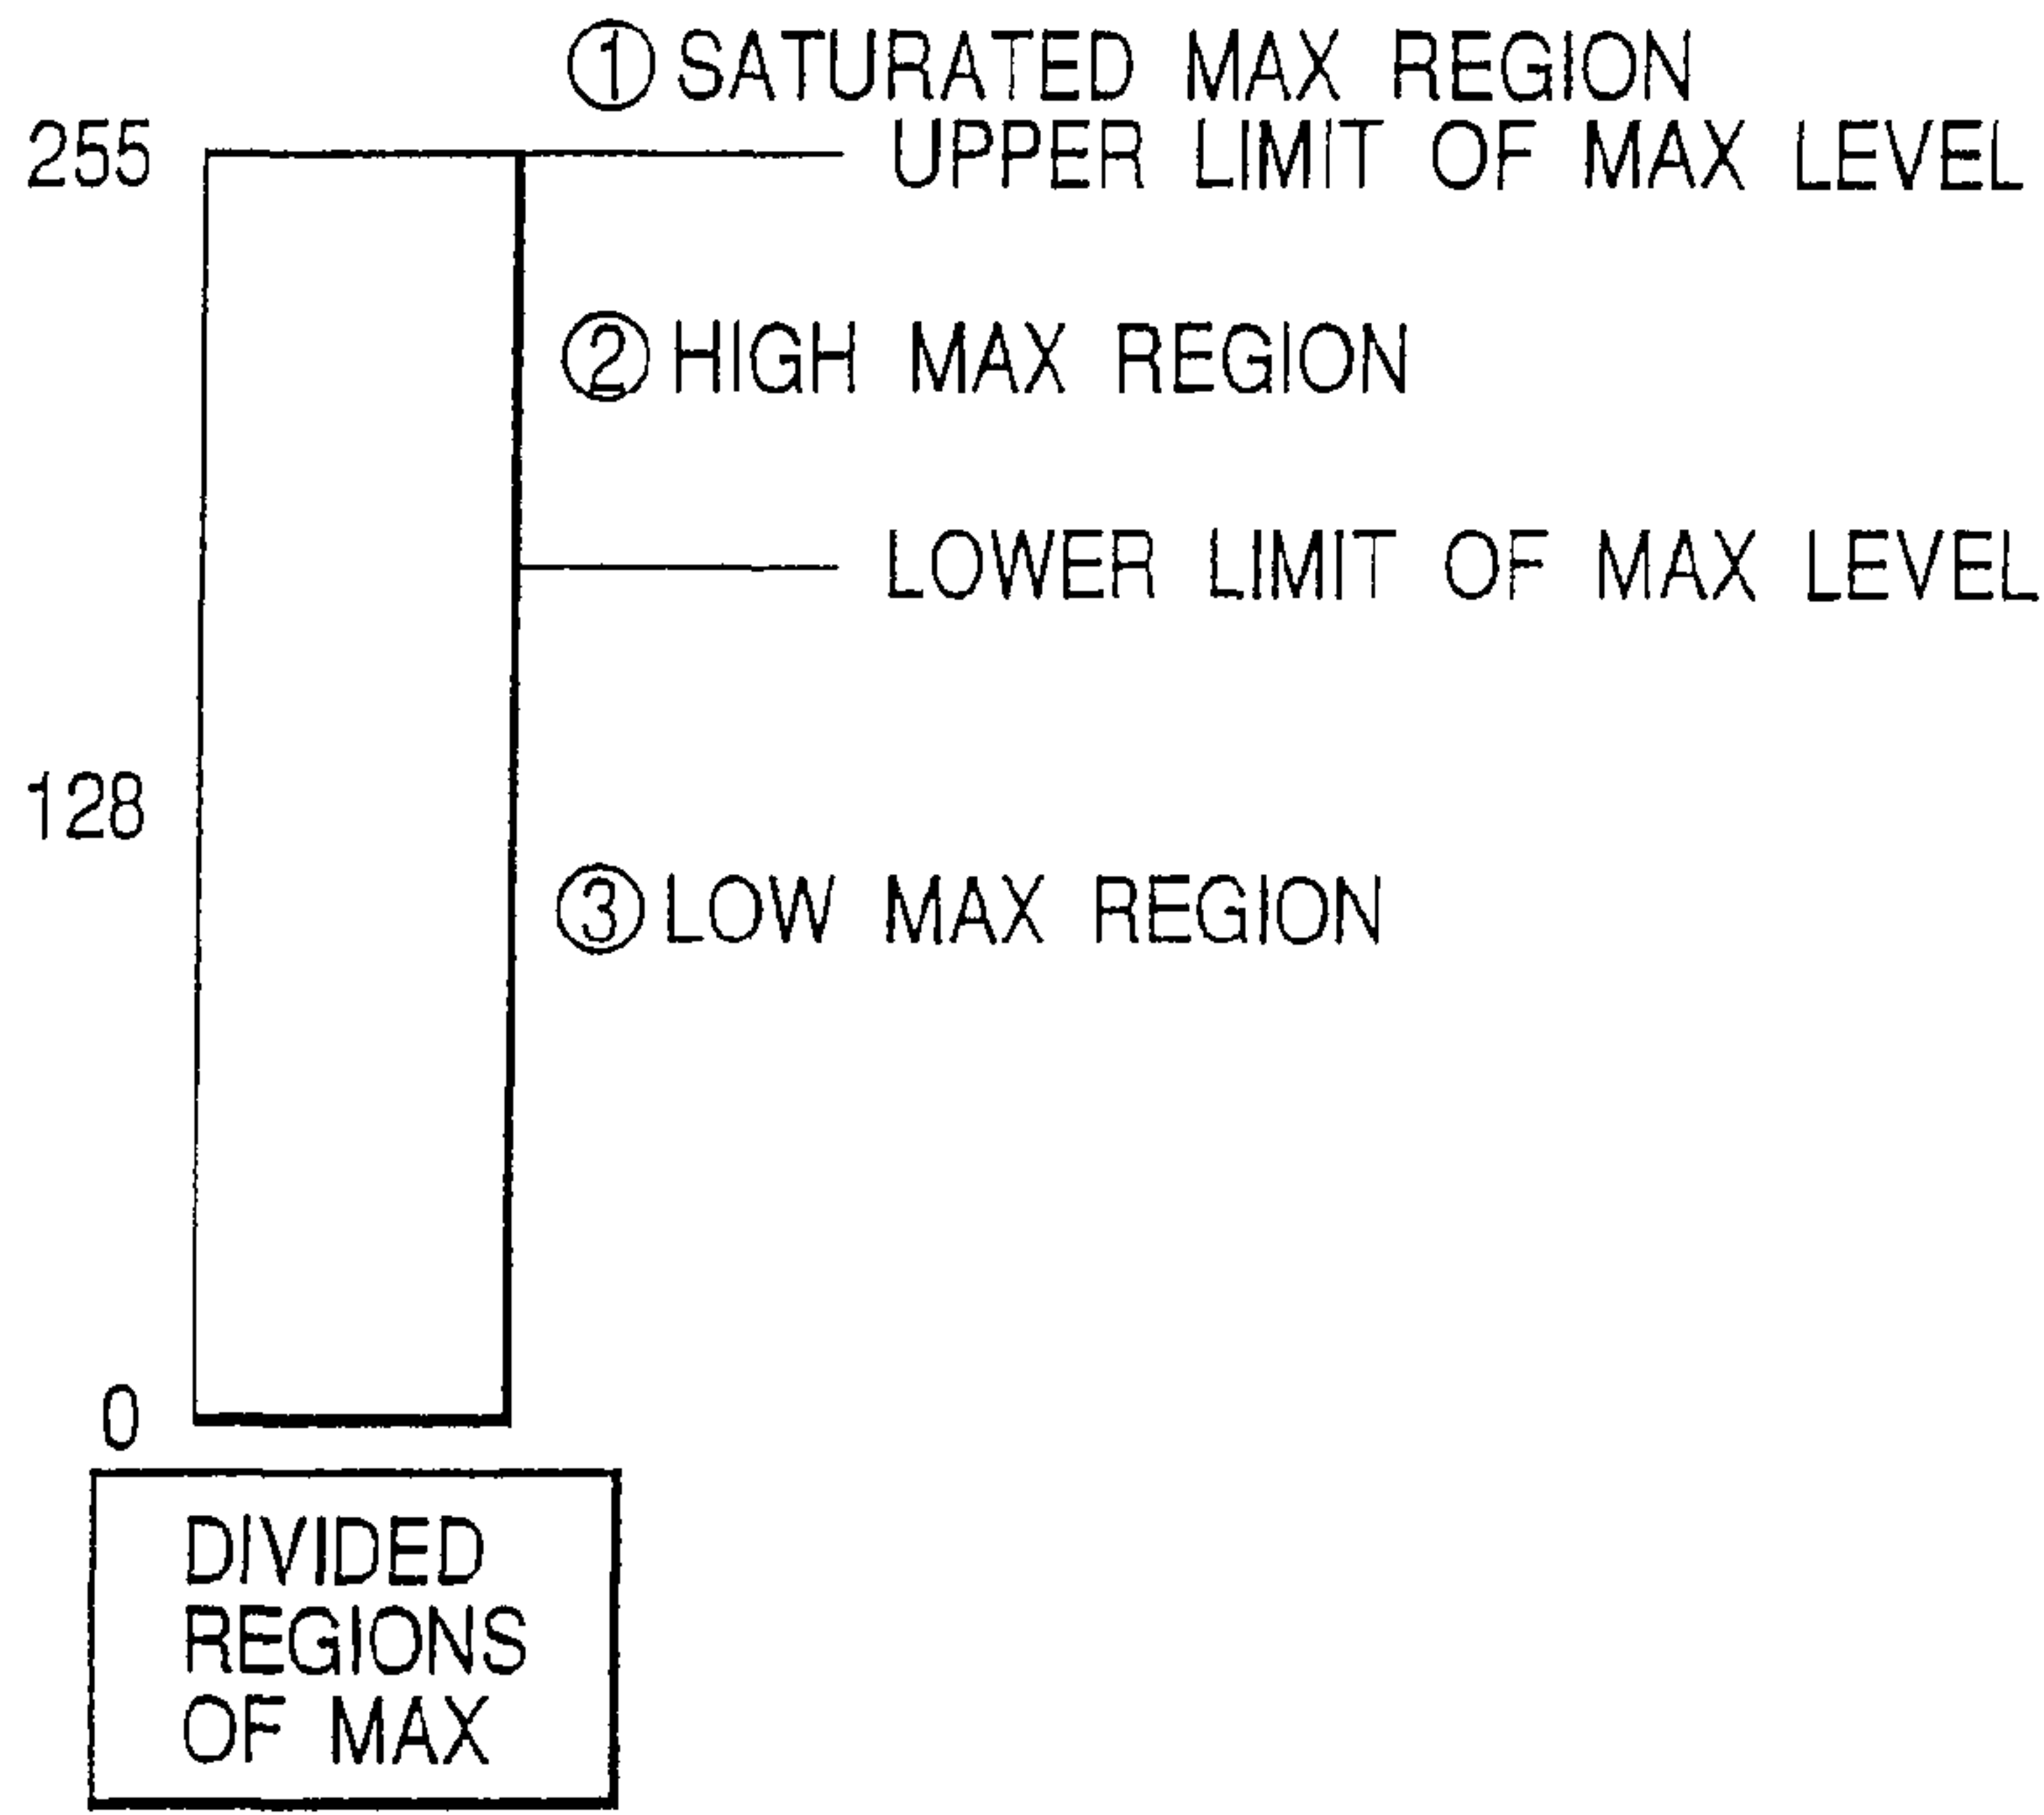 ① SATURATED MAX REGION
255
UPPER LIMIT OF MAX LEVEL
② HIGH MAX REGION
LOWER LIMIT OF MAX LEVEL
128
③ LOW MAX REGION
0
DIVIDED
REGIONS
OF MAX